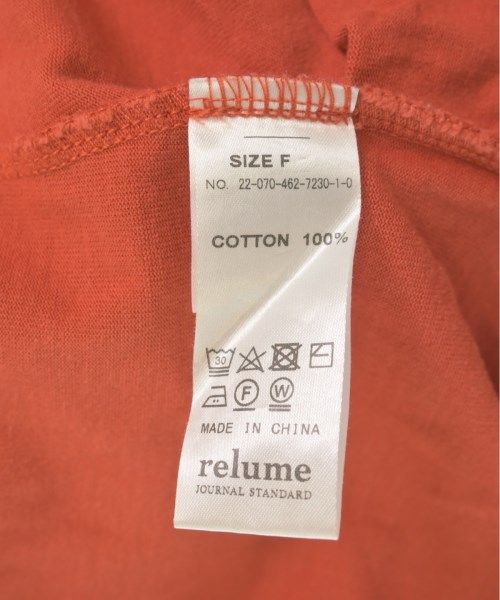 SIZE F
NO. 22-070-462-7230-1-0
COTTON 100%
30
F W
MADE IN CHINA
relume
JOURNAL STANDARD